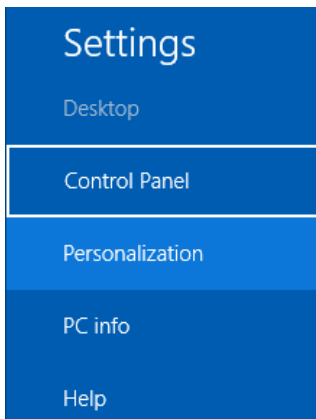 Settings
Desktop
Control Panel
Personalization
PC info
Help